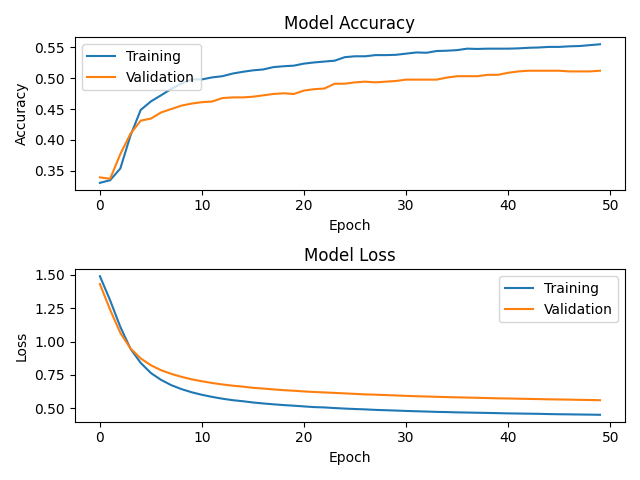 Model Accuracy
Accuracy
0.55
0.50
0.45
0.40
0.35
Training
Validation
0 10 20 30 40 50
Epoch
Model Loss
Loss
1.50
1.25
1.00
0.75
0.50
Training
Validation
0 10 20 30 40 50
Epoch